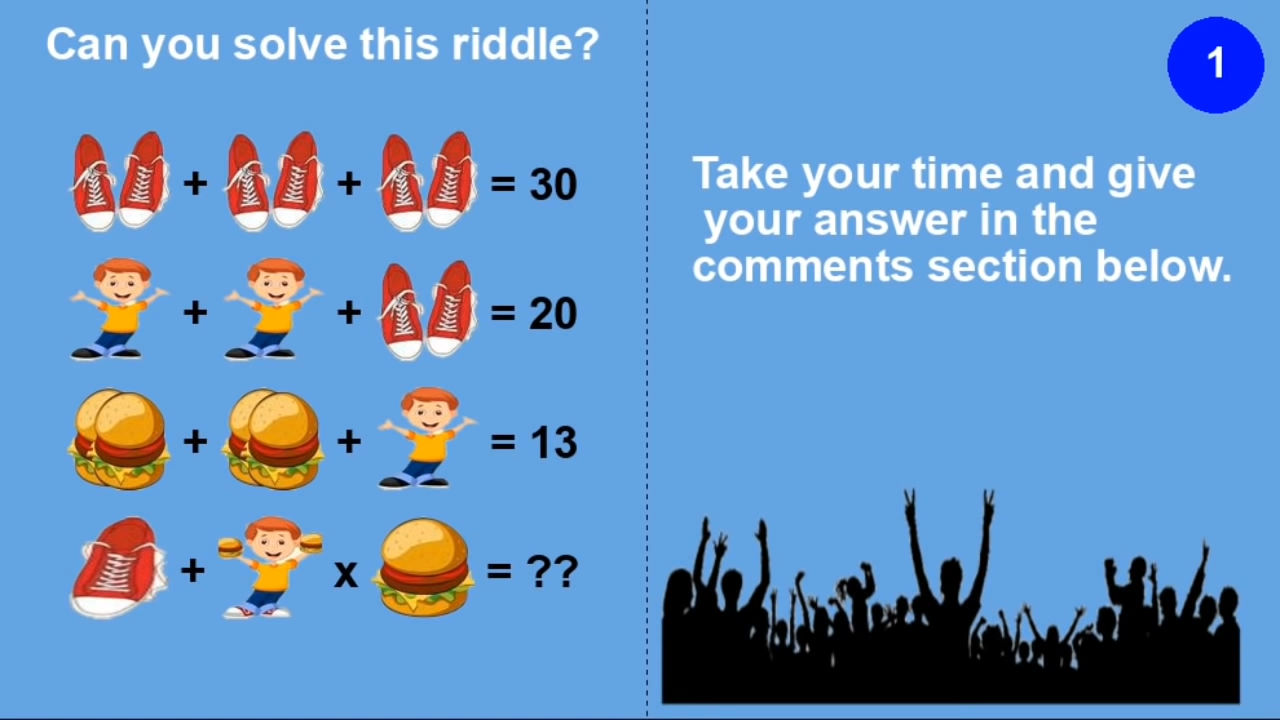 Can you solve this riddle?
1
+ + = 30
+ + = 20
+ + = 13
+ x = ??
Take your time and give
your answer in the
comments section below.